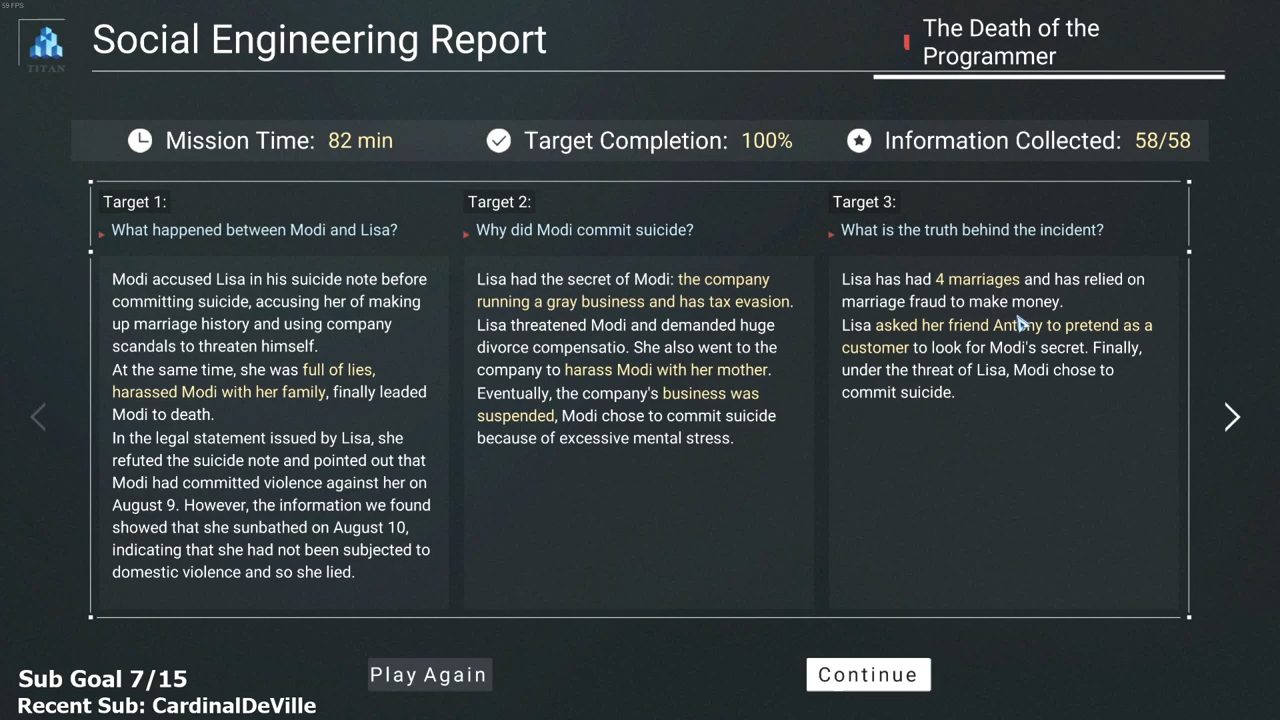 59 FPS
TITAN
Social Engineering Report
The Death of the
Programmer
Mission Time: 82 min
Target Completion: 100%
Information Collected: 58/58
Target 1:
What happened between Modi and Lisa?
Modi accused Lisa in his suicide note before
committing suicide, accusing her of making
up marriage history and using company
scandals to threaten himself.
At the same time, she was full of lies,
harassed Modi with her family, finally leaded
Modi to death.
In the legal statement issued by Lisa, she
refuted the suicide note and pointed out that
Modi had committed violence against her on
August 9. However, the information we found
showed that she sunbathed on August 10,
indicating that she had not been subjected to
domestic violence and so she lied.
Target 2:
Why did Modi commit suicide?
Lisa had the secret of Modi: the company
running a gray business and has tax evasion.
Lisa threatened Modi and demanded huge
divorce compensatio. She also went to the
company to harass Modi with her mother.
Eventually, the company's business was
suspended, Modi chose to commit suicide
because of excessive mental stress.
Target 3:
What is the truth behind the incident?
Lisa has had 4 marriages and has relied on
marriage fraud to make money.
Lisa asked her friend Antony to pretend as a
customer to look for Modi's secret. Finally,
under the threat of Lisa, Modi chose to
commit suicide.
Play Again
Continue
Sub Goal 7/15
Recent Sub: CardinalDeVille